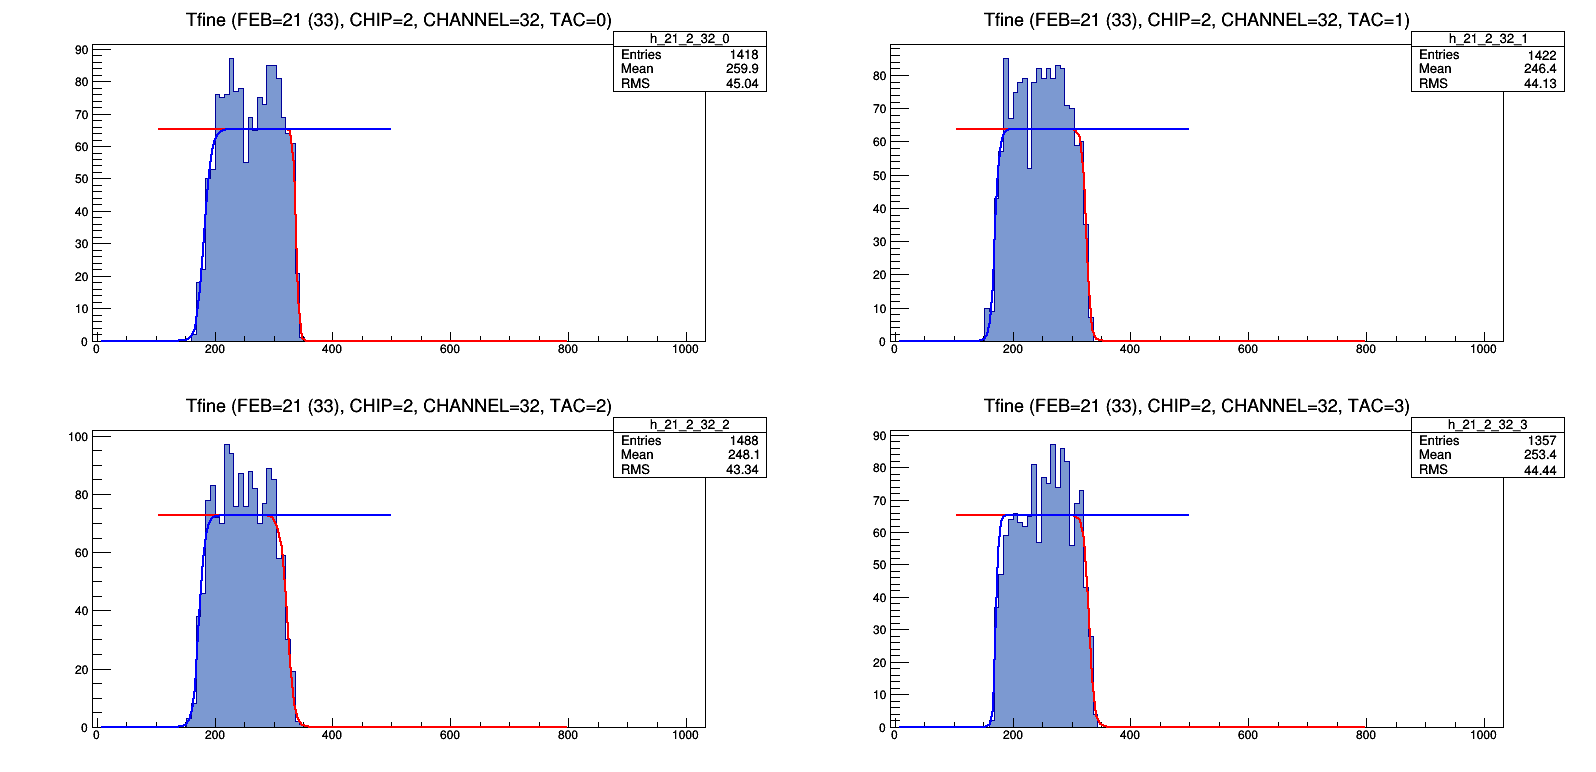 Tfine (FEB=21 (33), CHIP=2, CHANNEL=32, TAC=0)
h_21_2_32_0
Entries 1418
Mean 259.9
RMS 45.04
90
80
70
60
50
40
30
20
10
0
0 200 400 600 800 1000
Tfine (FEB=21 (33), CHIP=2, CHANNEL=32, TAC=1)
h_21_2_32_1
Entries 1422
Mean 246.4
RMS 44.13
80
70
60
50
40
30
20
10
0
0 200 400 600 800 1000
Tfine (FEB=21 (33), CHIP=2, CHANNEL=32, TAC=2)
h_21_2_32_2
Entries 1488
Mean 248.1
RMS 43.34
100
80
60
40
20
0
0 200 400 600 800 1000
Tfine (FEB=21 (33), CHIP=2, CHANNEL=32, TAC=3)
h_21_2_32_3
Entries 1357
Mean 253.4
RMS 44.44
90
80
70
60
50
40
30
20
10
0
0 200 400 600 800 1000